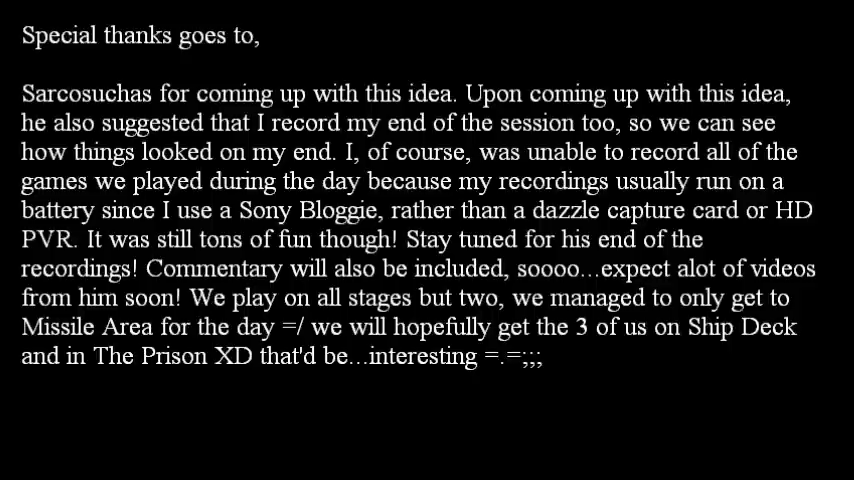 Special thanks goes to,
Sarcosuchas for coming up with this idea. Upon coming up with this idea,
he also suggested that I record my end of the session too, so we can see
how things looked on my end. I, of course, was unable to record all of the
games we played during the day because my recordings usually run on a
battery since I use a Sony Bloggie, rather than a dazzle capture card or HD
PVR. It was still tons of fun though! Stay tuned for his end of the
recordings! Commentary will also be included, soooo...expect alot of videos
from him soon! We play on all stages but two, we managed to only get to
Missile Area for the day =/ we will hopefully get the 3 of us on Ship Deck
and in The Prison XD that'd be...interesting =.=;;;